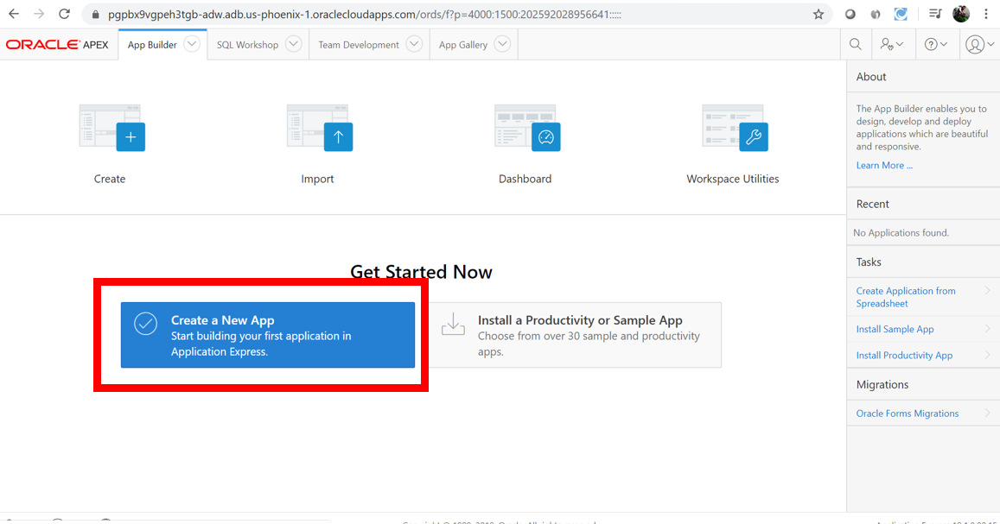 pgpbx9vgpeh3tgb-adw.adb.us-phoenix-1.oraclecloudapps.com/ords/f?p=4000:1500:202592028956641:::::
ORACLE APEX
App Builder
SQL Workshop
Team Development
App Gallery
Create
Import
Dashboard
Workspace Utilities
Get Started Now
Create a New App
Start building your first application in
Application Express.
Install a Productivity or Sample App
Choose from over 30 sample and productivity
apps.
About
The App Builder enables you to
design, develop and deploy
applications which are beautiful
and responsive.
Learn More ...
Recent
No Applications found.
Tasks
Create Application from
Spreadsheet
Install Sample App
Install Productivity App
Migrations
Oracle Forms Migrations